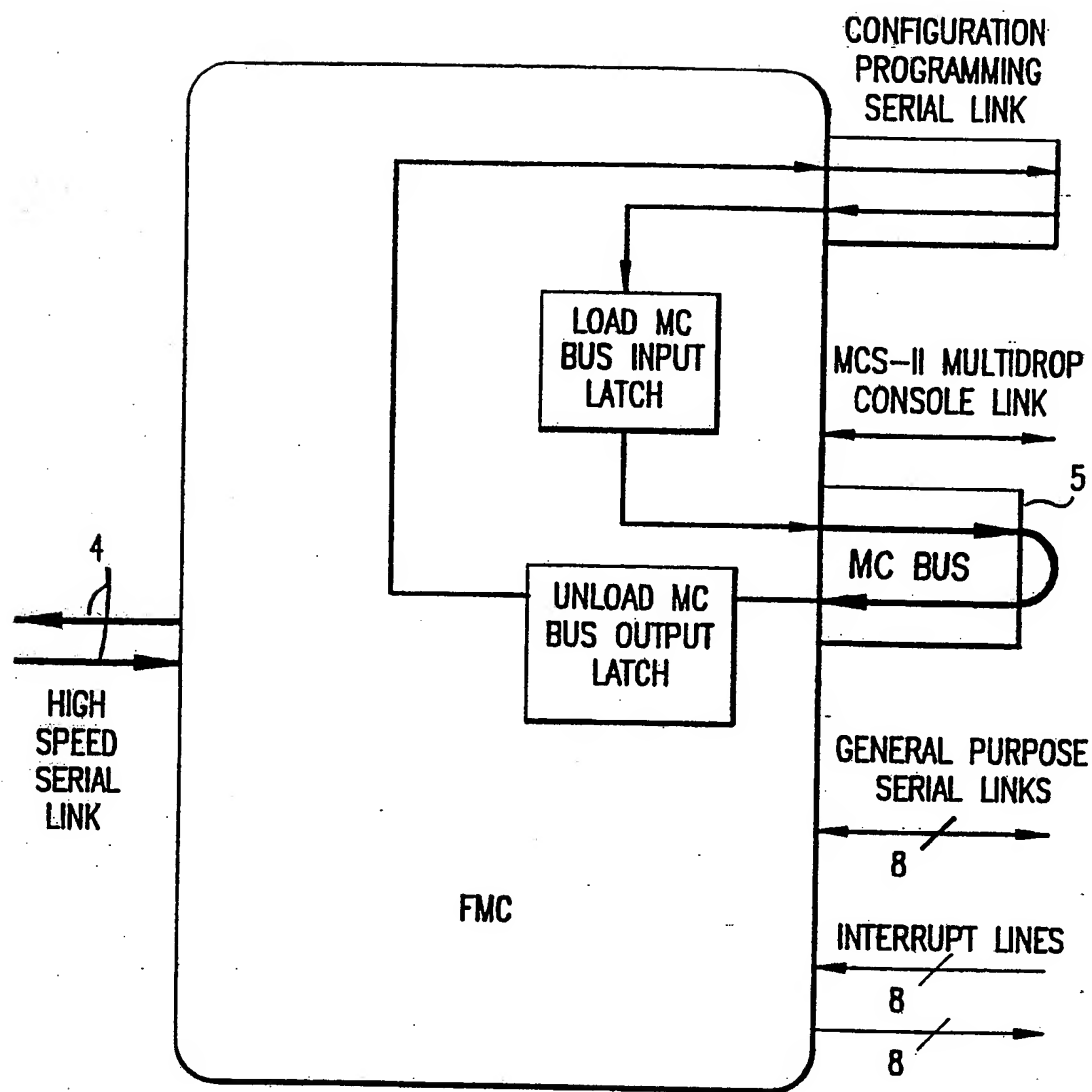 CONFIGURATION
PROGRAMMING
SERIAL LINK
LOAD MC
BUS INPUT
LATCH
MCS-II MULTIDROP
CONSOLE LINK
5
4
MC BUS
UNLOAD MC
BUS OUTPUT
LATCH
HIGH
SPEED
SERIAL
LINK
GENERAL PURPOSE
SERIAL LINKS
8
FMC
INTERRUPT LINES
8
8